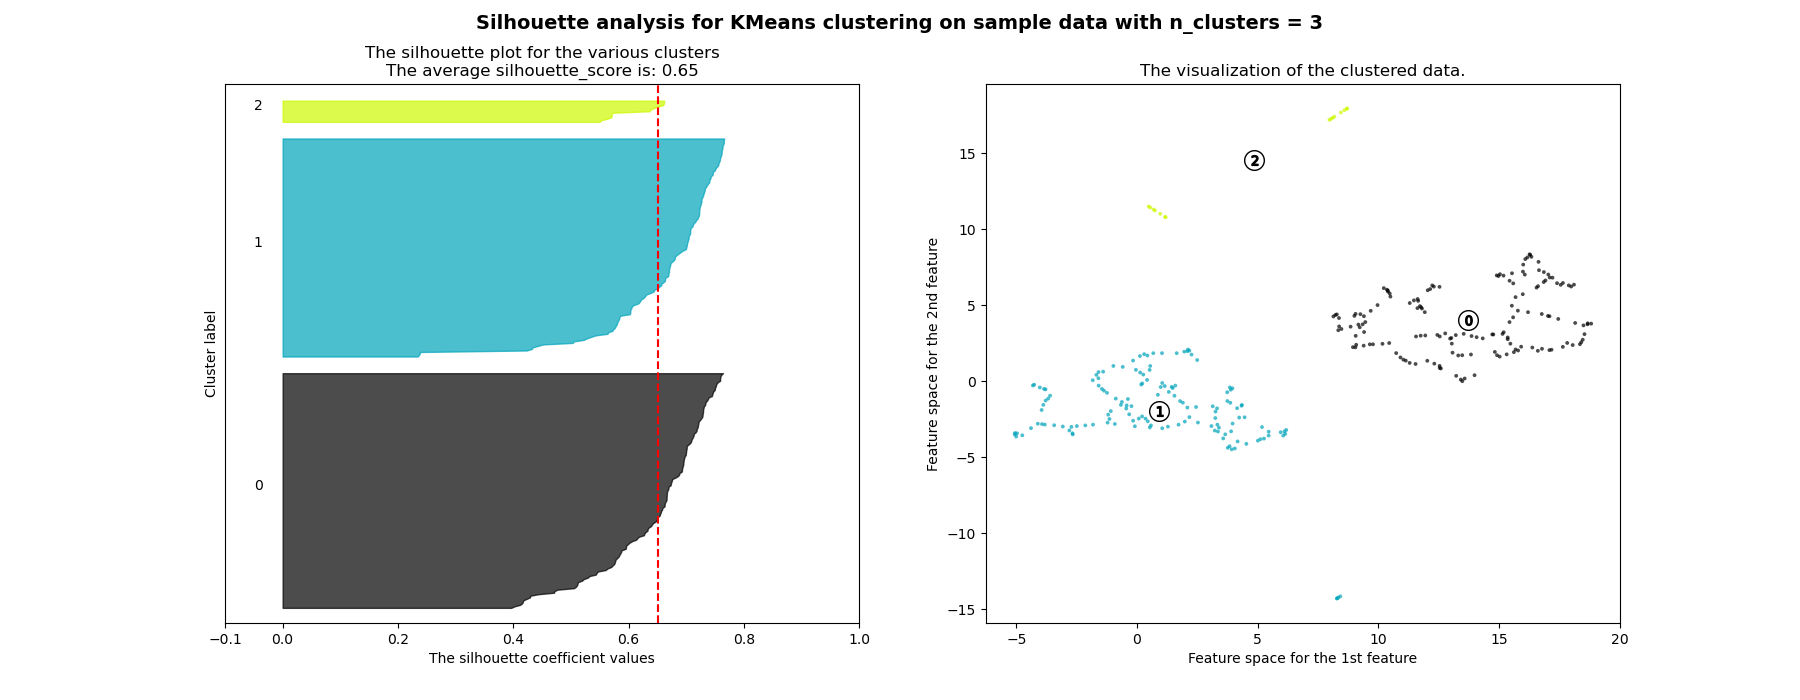 Silhouette analysis for KMeans clustering on sample data with n_clusters = 3
The silhouette plot for the various clusters
The average silhouette_score is: 0.65
2
1
0
Cluster label
−0.1 0.0 0.2 0.4 0.6 0.8 1.0
The silhouette coefficient values
The visualization of the clustered data.
15
10
5
0
−5
−10
−15
Feature space for the 2nd feature
2
0
1
−5 0 5 10 15 20
Feature space for the 1st feature